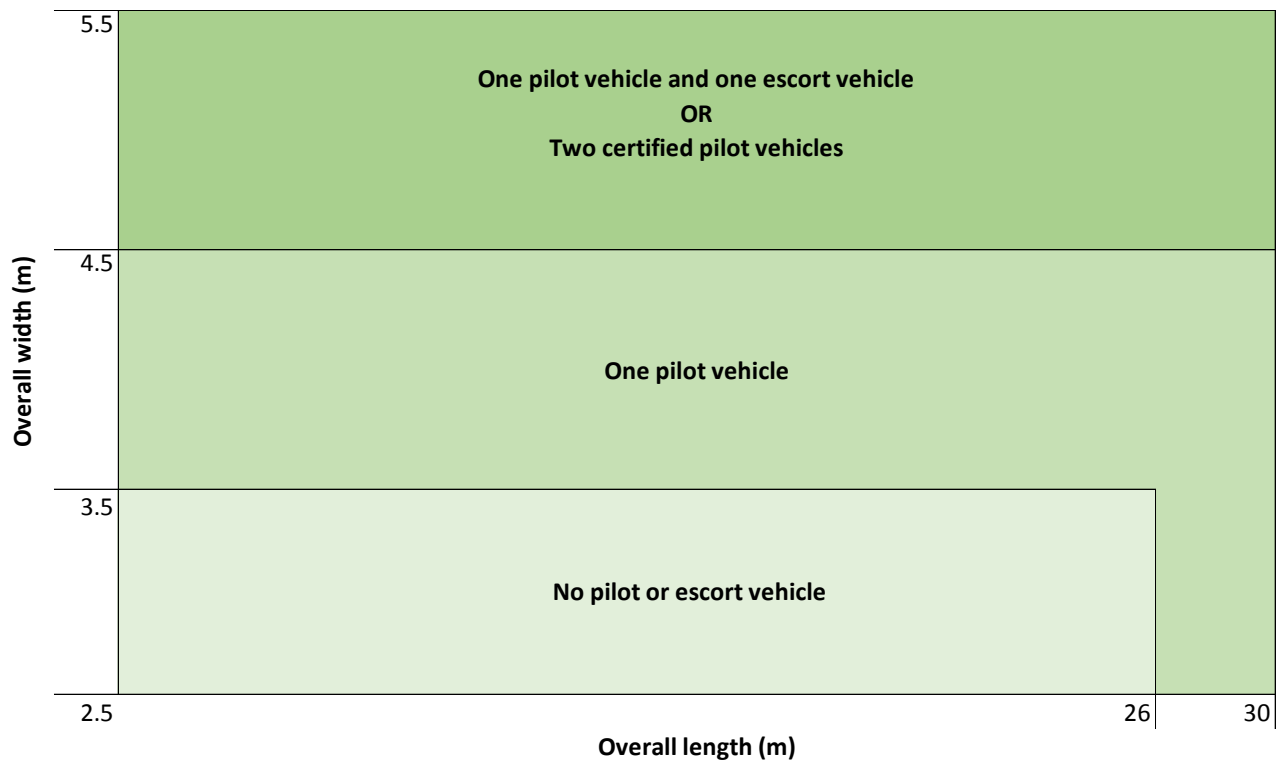 5.5
One pilot vehicle and one escort vehicle
OR
Two certified pilot vehicles
4.5
Overall width (m)
One pilot vehicle
3.5
No pilot or escort vehicle
2.5
26
30
Overall length (m)